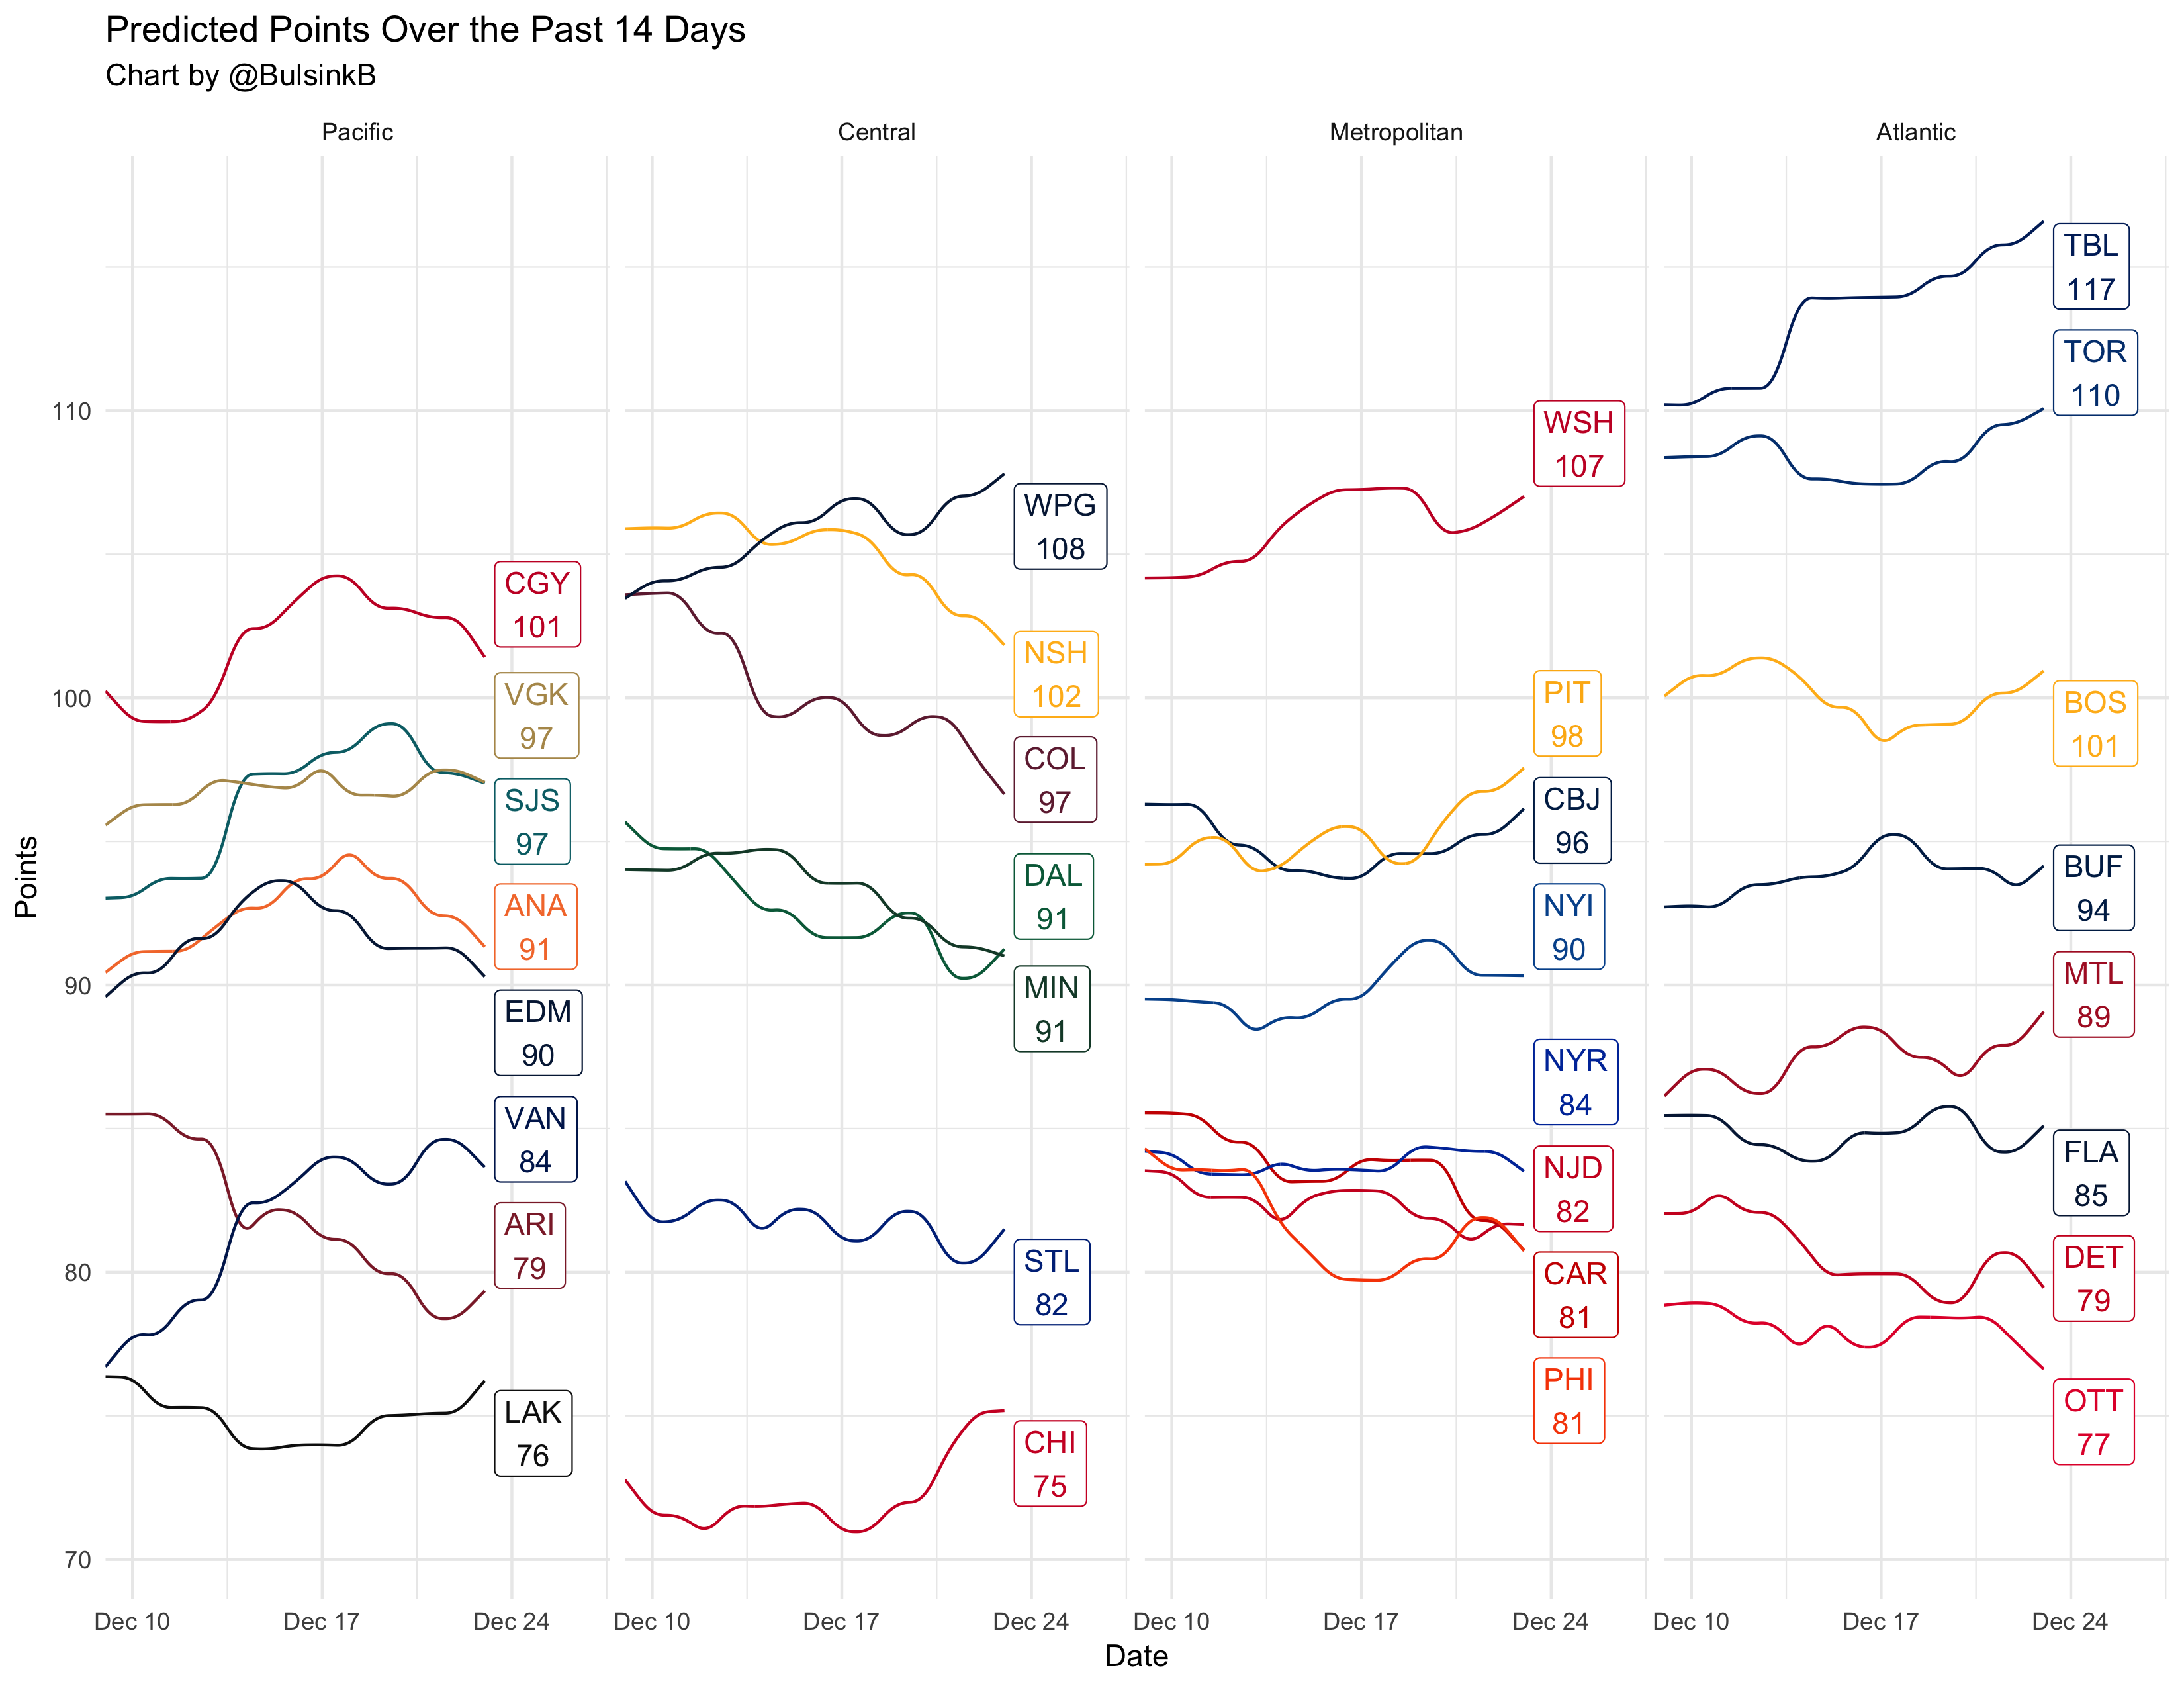 Predicted Points Over the Past 14 Days
Chart by @BulsinkB
Pacific
Central
Metropolitan
Atlantic
Points
110
100
90
80
70
CGY
101
VGK
97
SJS
97
ANA
91
EDM
90
VAN
84
ARI
79
LAK
76
WPG
108
NSH
102
COL
97
DAL
91
MIN
91
STL
82
CHI
75
WSH
107
PIT
98
CBJ
96
NYI
90
NYR
84
NJD
82
CAR
81
PHI
81
TBL
117
TOR
110
BOS
101
BUF
94
MTL
89
FLA
85
DET
79
OTT
77
Dec 10 Dec 17 Dec 24 Dec 10 Dec 17 Dec 24 Dec 10 Dec 17 Dec 24 Dec 10 Dec 17 Dec 24
Date